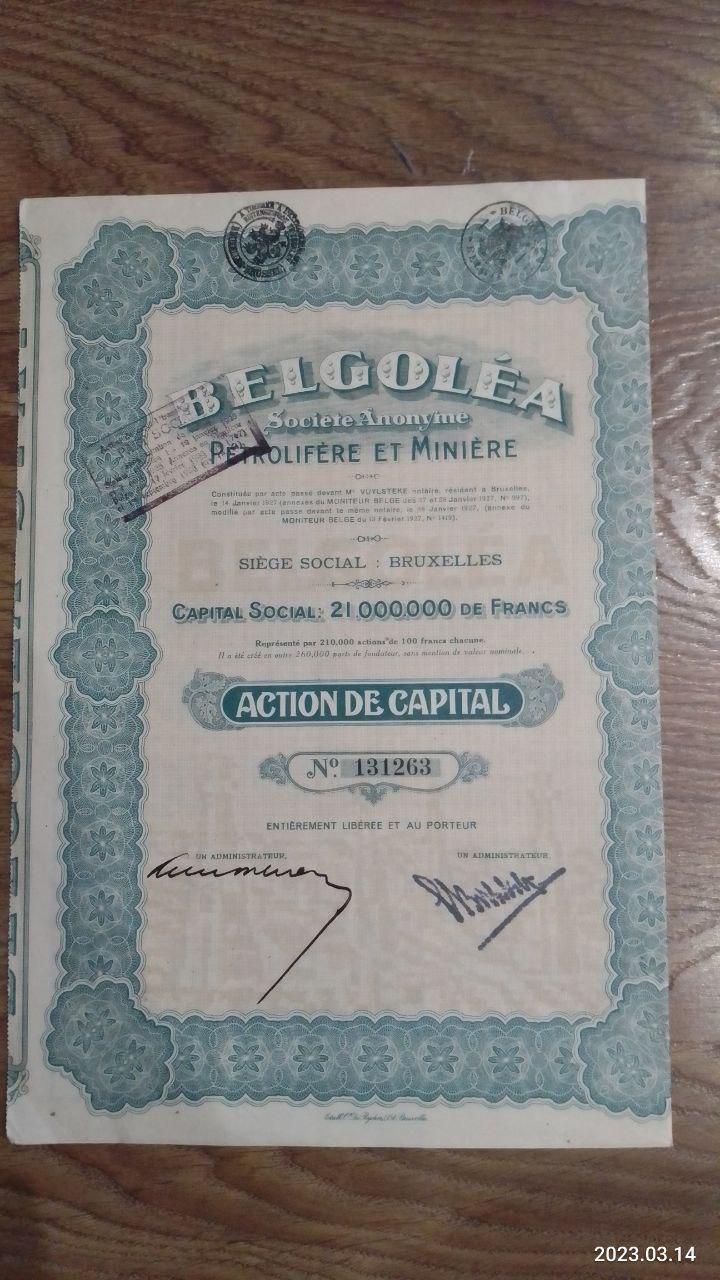 BELGOLÉA
Société Anonyme
PÉTROLIFÈRE ET MINIÈRE
Constituée par acte passé devant Me VUYLSTEKE notaire, résidant à Bruxelles,
le 14 Janvier 1927 (annexes du MONITEUR BELGE des 17 et 28 Janvier 1927, No 997),
modifié par acte passé devant le même notaire, le Janvier 1927, (annexe du
MONITEUR BELGE du 13 Février 1927, No 1419).
SIÈGE SOCIAL : BRUXELLES
CAPITAL SOCIAL: 21.000.000 DE FRANCS
Représenté par 210,000 actions de 100 francs chacune.
Il a été créé en outre 260,000 parts de fondateur, sans mention de valeur nominale.
ACTION DE CAPITAL
No. 131263
ENTIÈREMENT LIBÉRÉE ET AU PORTEUR
UN ADMINISTRATEUR,
UN ADMINISTRATEUR,
2023.03.14